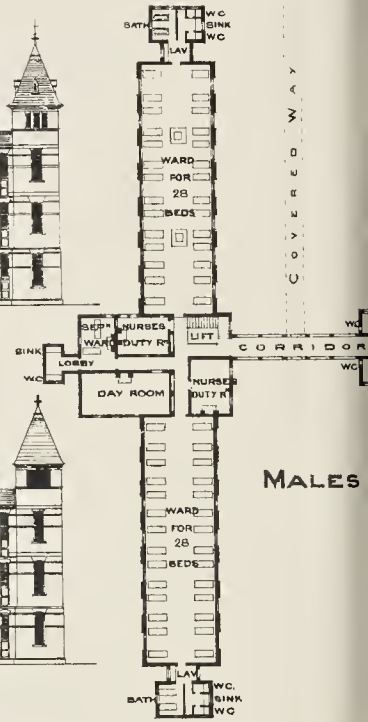 WC
BATH SINK
WC
LAV
COVERED WAY
WARD
FOR
28
BEDS
SEPN NURSES
WARD DUTY RM LIFT
WC
SINK LOBBY CORRIDOR
WC WC
DAY ROOM NURSES
DUTY RM
MALES
WARD
FOR
28
BEDS
LAV
WC.
BATH SINK
WC